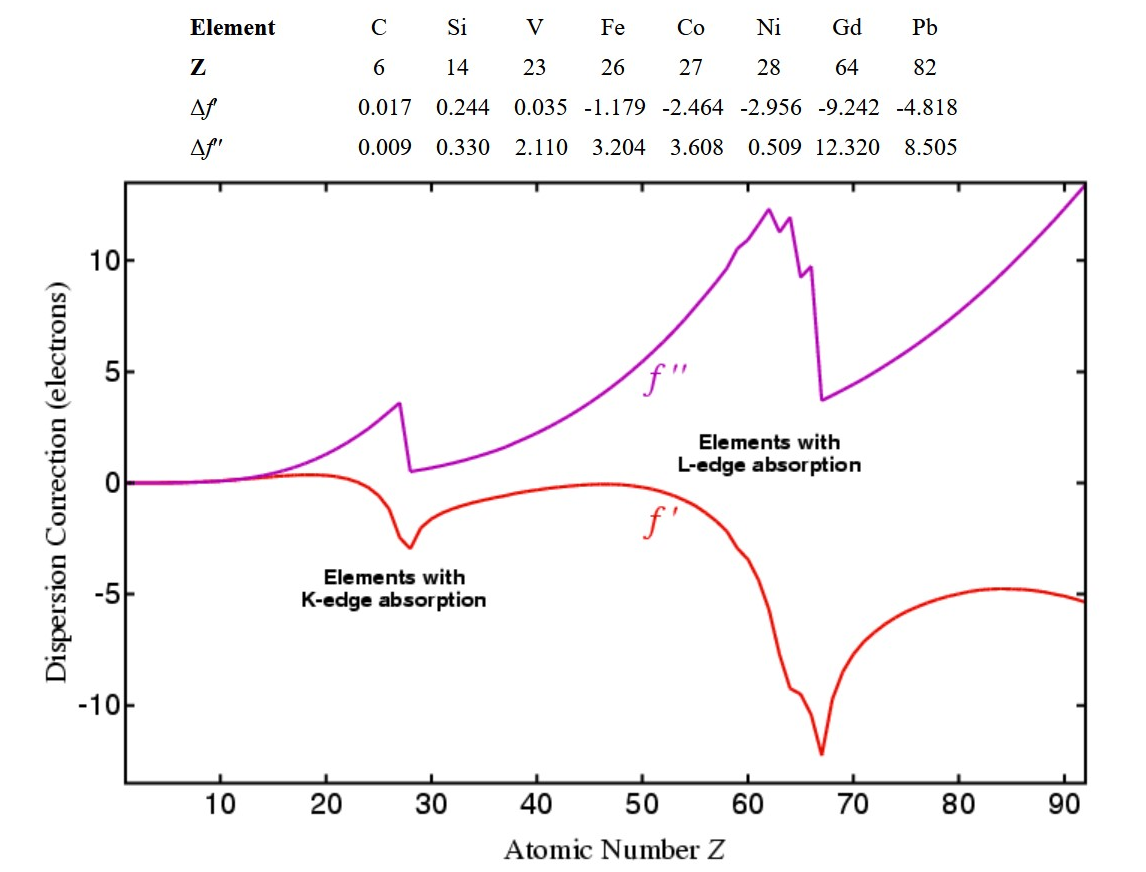 Element C Si V Fe Co Ni Gd Pb
Z 6 14 23 26 27 28 64 82
Δf' 0.017 0.244 0.035 -1.179 -2.464 -2.956 -9.242 -4.818
Δf" 0.009 0.330 2.110 3.204 3.608 0.509 12.320 8.505
Dispersion Correction (electrons)
10
5
0
-5
-10
f "
Elements with
L-edge absorption
f '
Elements with
K-edge absorption
10 20 30 40 50 60 70 80 90
Atomic Number Z